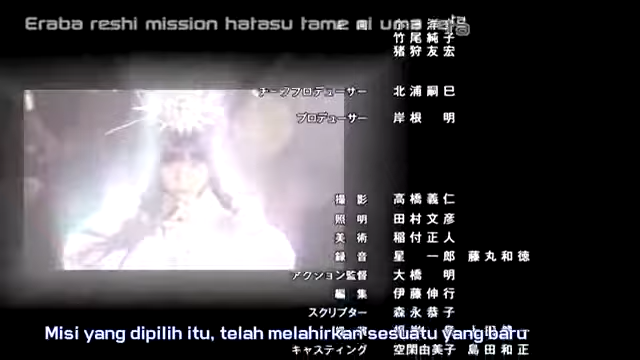 Eraba reshi mission hatasu tame ni uma reta
竹尾純子
猪狩友宏
チーフプロデューサー 北浦嗣巳
プロデューサー 岸根 明
撮影 高橋義仁
照明 田村文彦
美術 稲付正人
録音 星 一郎 藤丸和徳
アクション監督 大橋 明
編集 伊藤伸行
スクリプター 森永恭子
Misi yang dipilih itu, telah melahirkan sesuatu yang baru
キャスティング 空閑由美子 島田和正